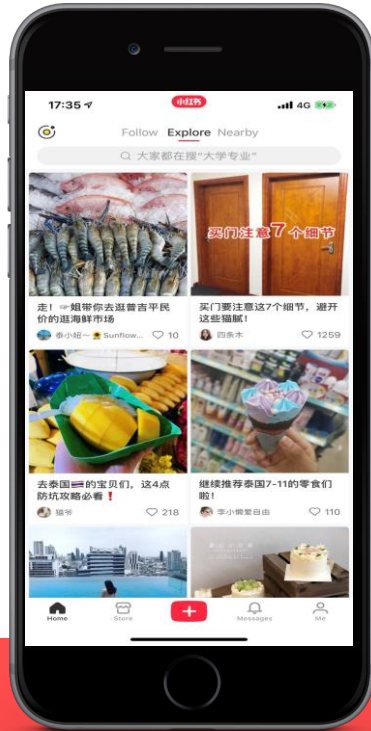 17:35
小红书
4G
Follow Explore Nearby
大家都在搜"大学专业"
买门注意7个细节
走！☞姐带你去逛普吉平民
价的逛海鲜市场
泰小妞～🌻Sunflow... 10
买门要注意这7个细节，避开
这些猫腻！
四条木 1259
去泰国🇹🇭的宝贝们，这4点
防坑攻略必看❗
猫爷 218
继续推荐泰国7-11的零食们
啦！
李小懒爱自由 110
Home Store Messages Me